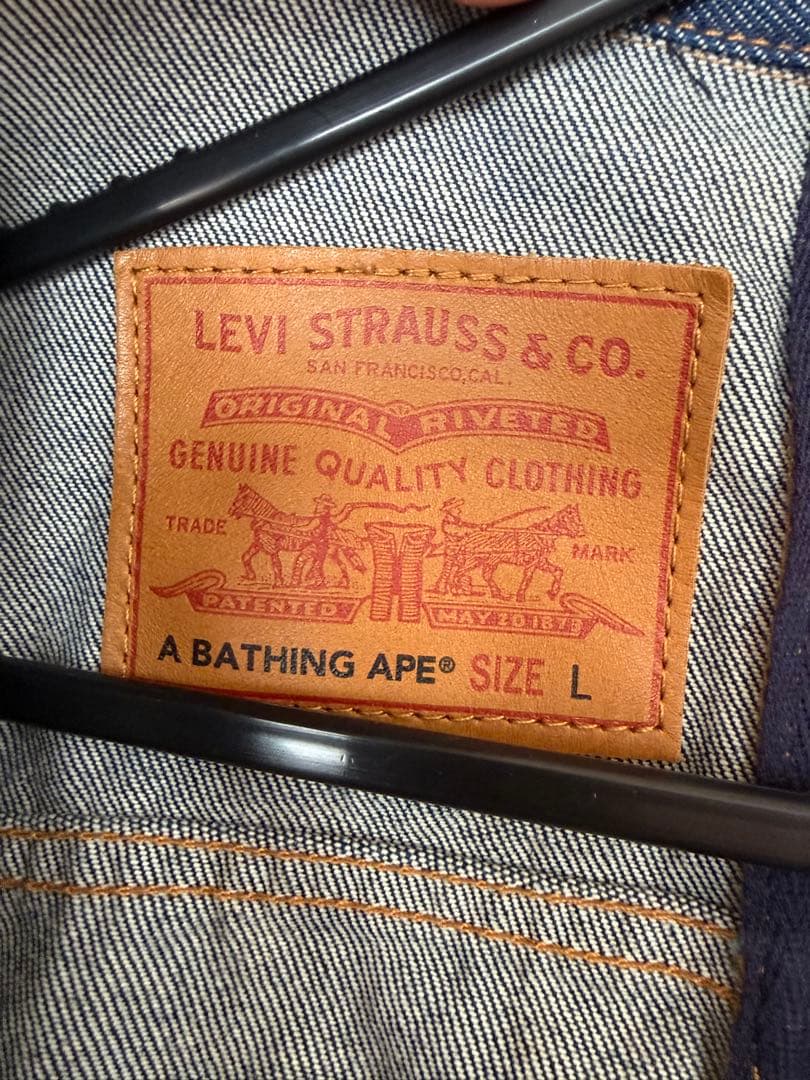 LEVI STRAUSS & CO.
SAN FRANCISCO, CAL.
ORIGINAL RIVETED
GENUINE QUALITY CLOTHING
TRADE MARK
PATENTED MAY 20 1873
A BATHING APE® SIZE L